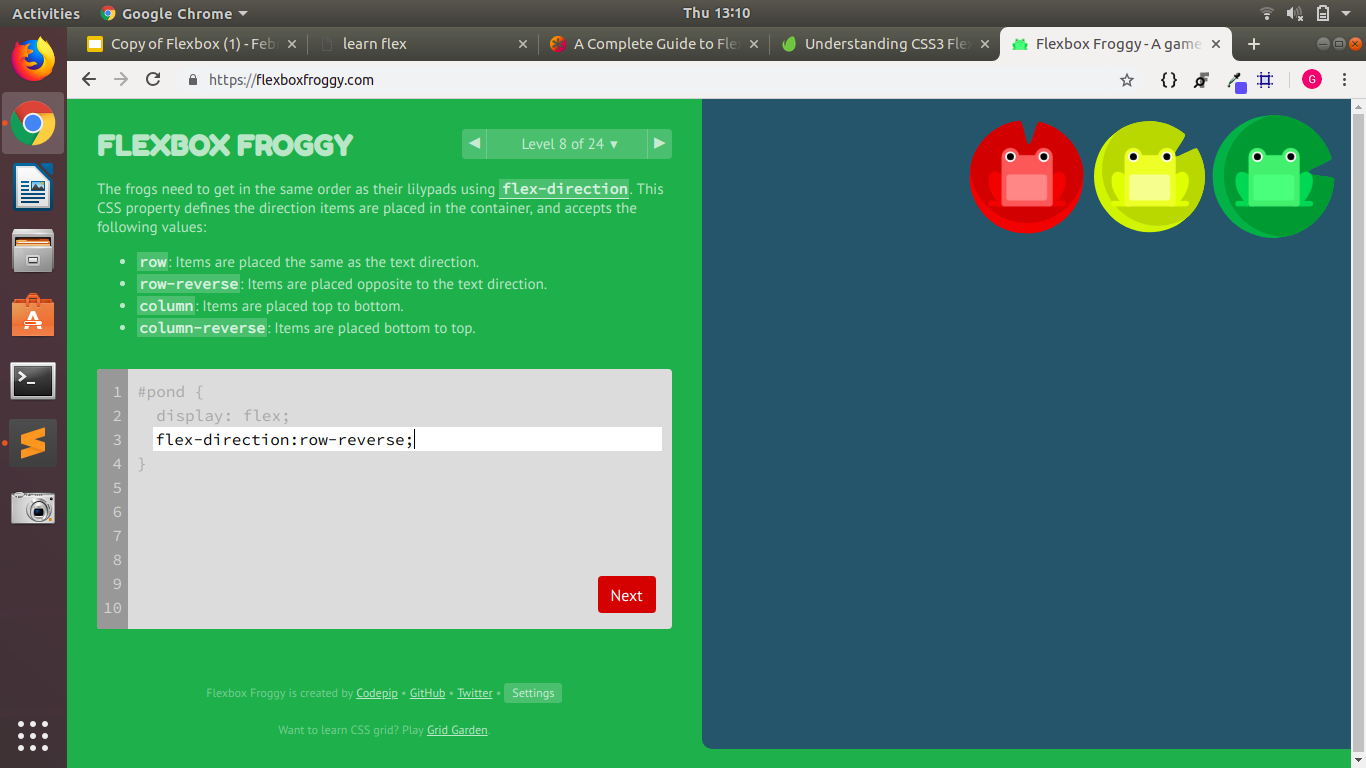 Activities
Google Chrome
Thu 13:10
Copy of Flexbox (1) - Feb
learn flex
A Complete Guide to Flex
Understanding CSS3 Flex
Flexbox Froggy - A game
https://flexboxfroggy.com
G
FLEXBOX FROGGY
Level 8 of 24
The frogs need to get in the same order as their lilypads using flex-direction. This
CSS property defines the direction items are placed in the container, and accepts the
following values:
row: Items are placed the same as the text direction.
row-reverse: Items are placed opposite to the text direction.
column: Items are placed top to bottom.
column-reverse: Items are placed bottom to top.
1 #pond {
2 display: flex;
3 flex-direction:row-reverse;
4 }
5
6
7
8
9
10
Next
Flexbox Froggy is created by Codepip • GitHub • Twitter • Settings
Want to learn CSS grid? Play Grid Garden.